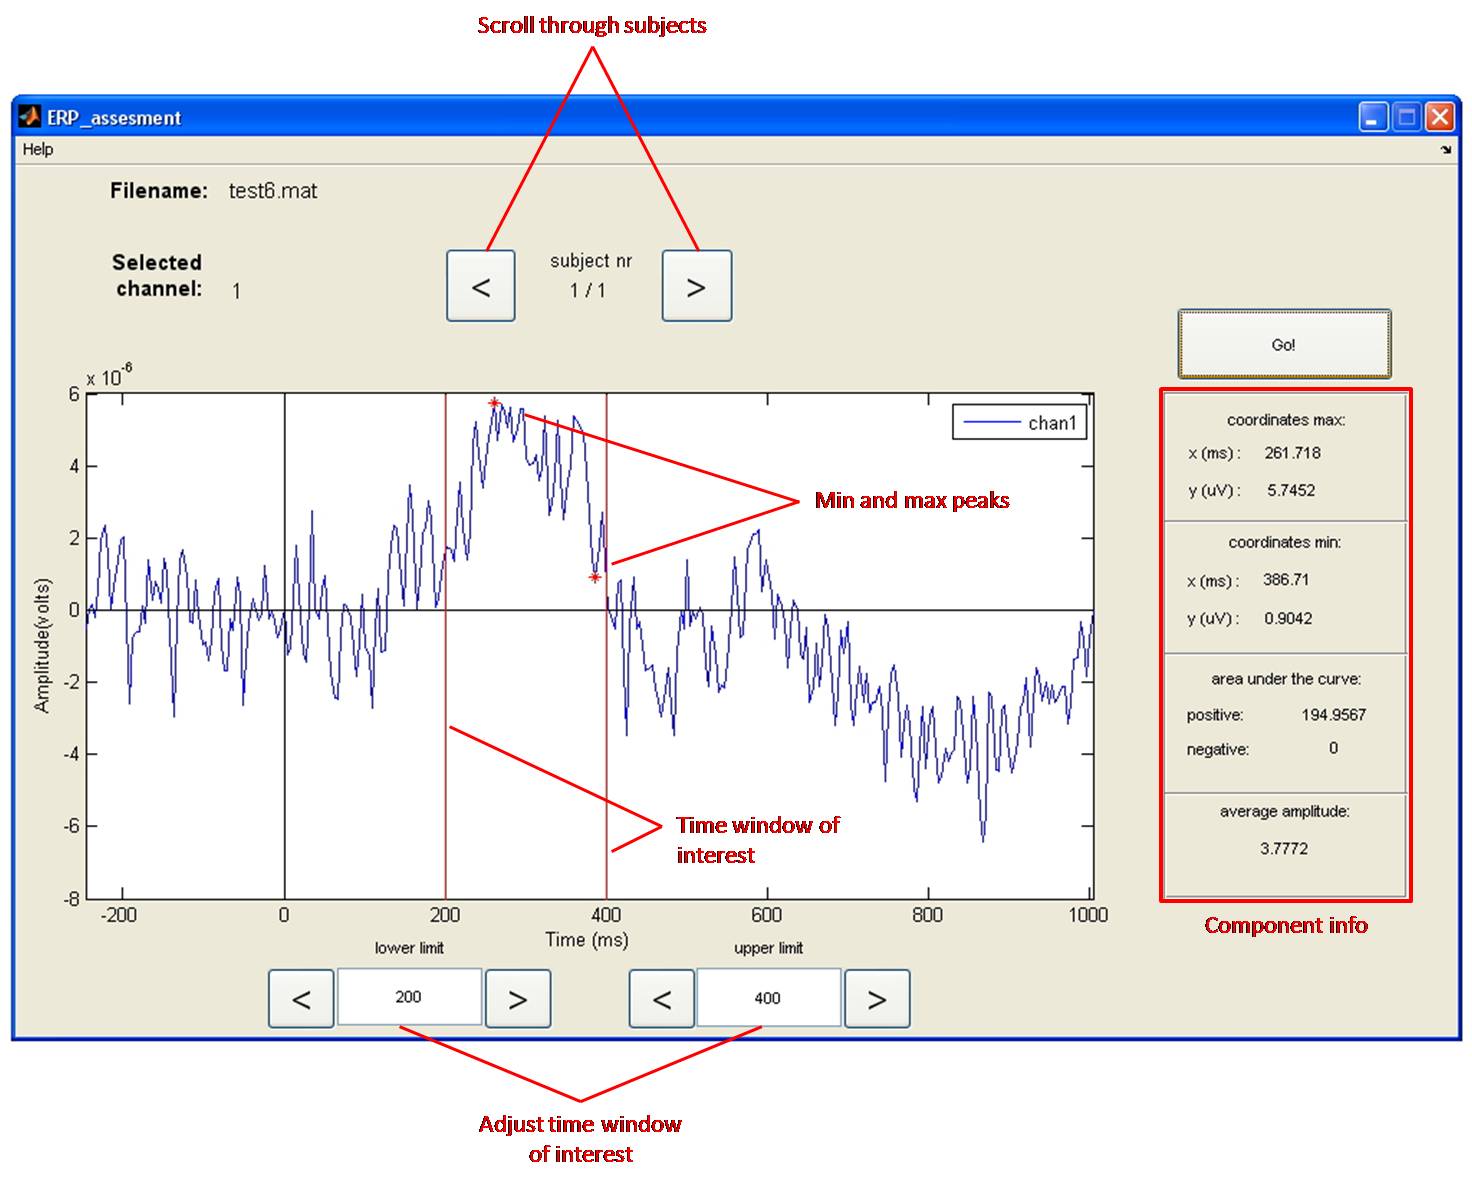 Scroll through subjects
ERP_assesment
Help
Filename: test6.mat
Selected
channel: 1
<
subject nr
1 / 1
>
Go!
x 10-6
6
4
2
0
-2
-4
-6
-8
Amplitude(volts)
chan1
Min and max peaks
Time window of
interest
-200 0 200 400 600 800 1000
Time (ms)
coordinates max:
x (ms) : 261.718
y (uV) : 5.7452
coordinates min:
x (ms) : 386.71
y (uV) : 0.9042
area under the curve:
positive: 194.9567
negative: 0
average amplitude:
3.7772
Component info
lower limit
< 200 >
upper limit
< 400 >
Adjust time window
of interest